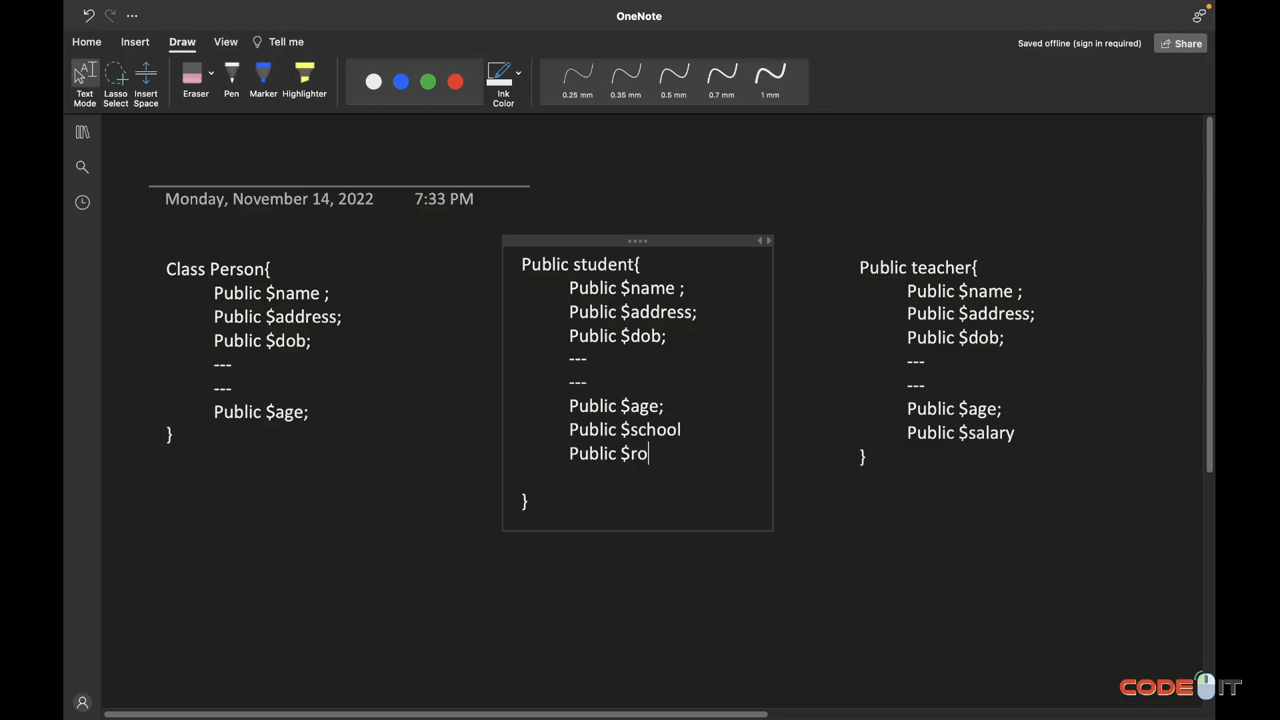 OneNote
Home Insert Draw View Tell me
Saved offline (sign in required) Share
Text Mode
Lasso Select
Insert Space
Eraser
Pen
Marker
Highlighter
Ink Color
0.25 mm 0.35 mm 0.5 mm 0.7 mm 1 mm
Monday, November 14, 2022 7:33 PM
Class Person{
Public $name ;
Public $address;
Public $dob;
---
---
Public $age;
}
Public student{
Public $name ;
Public $address;
Public $dob;
---
---
Public $age;
Public $school
Public $ro
}
Public teacher{
Public $name ;
Public $address;
Public $dob;
---
---
Public $age;
Public $salary
}
CODE IT